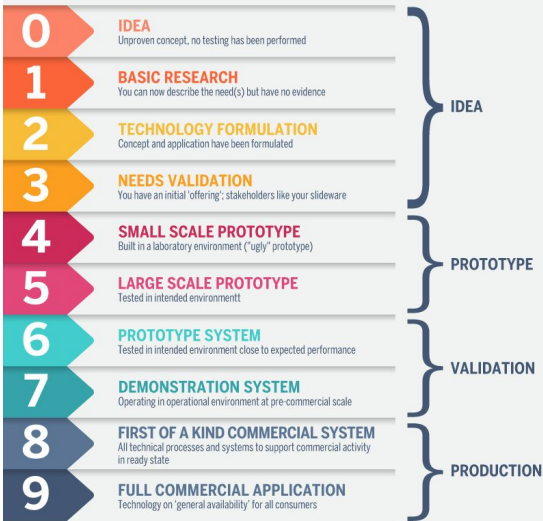 0
IDEA
Unproven concept, no testing has been performed
1
BASIC RESEARCH
You can now describe the need(s) but have no evidence
2
TECHNOLOGY FORMULATION
Concept and application have been formulated
3
NEEDS VALIDATION
You have an initial 'offering'; stakeholders like your slideware
IDEA
4
SMALL SCALE PROTOTYPE
Built in a laboratory environment ("ugly" prototype)
5
LARGE SCALE PROTOTYPE
Tested in intended environmentt
PROTOTYPE
6
PROTOTYPE SYSTEM
Tested in intended environment close to expected performance
7
DEMONSTRATION SYSTEM
Operating in operational environment at pre-commercial scale
VALIDATION
8
FIRST OF A KIND COMMERCIAL SYSTEM
All technical processes and systems to support commercial activity
in ready state
9
FULL COMMERCIAL APPLICATION
Technology on 'general availability' for all consumers
PRODUCTION